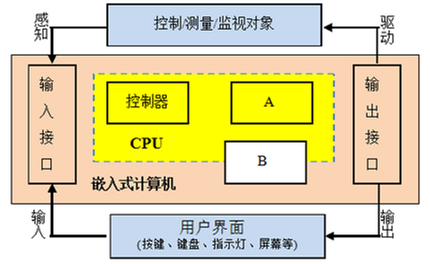 控制/测量/监视对象
感知
驱动
输入接口
控制器
A
输出接口
CPU
B
嵌入式计算机
输入
用户界面
(按键、键盘、指示灯、屏幕等)
输出